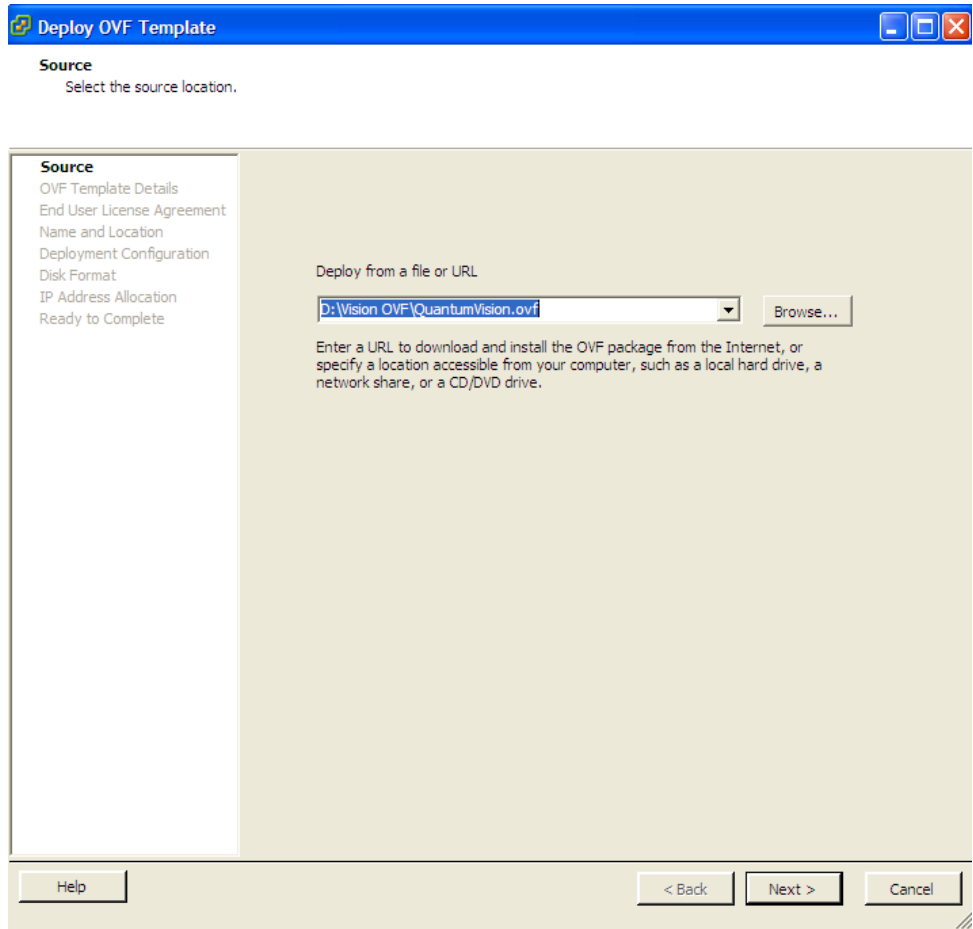 Deploy OVF Template
Source
Select the source location.
Source
OVF Template Details
End User License Agreement
Name and Location
Deployment Configuration
Disk Format
IP Address Allocation
Ready to Complete
Deploy from a file or URL
D:\Vision OVF\QuantumVision.ovf
Browse...
Enter a URL to download and install the OVF package from the Internet, or
specify a location accessible from your computer, such as a local hard drive, a
network share, or a CD/DVD drive.
Help
< Back
Next >
Cancel